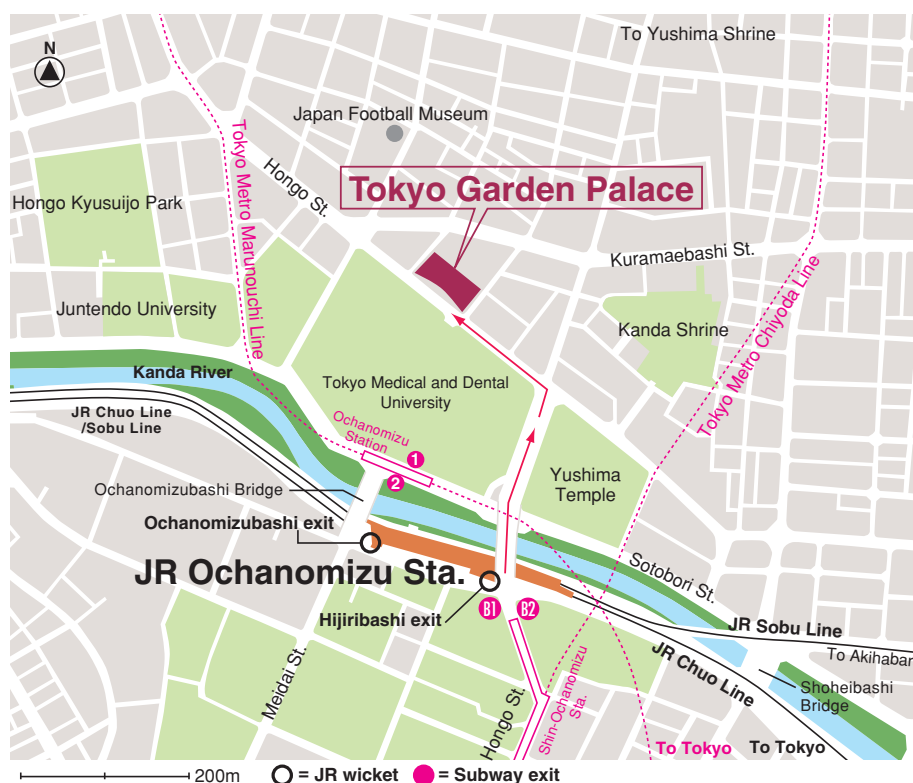 N
To Yushima Shrine
Japan Football Museum
Tokyo Metro Marunouchi Line
Hongo St.
Tokyo Garden Palace
Hongo Kyusuijo Park
Kuramaebashi St.
Juntendo University
Kanda Shrine
Tokyo Metro Chiyoda Line
Kanda River
Tokyo Medical and Dental
University
JR Chuo Line
/Sobu Line
Ochanomizu
Station
1
2
Yushima
Temple
Ochanomizubashi Bridge
Ochanomizubashi exit
JR Ochanomizu Sta.
Sotobori St.
Hijiribashi exit
B1
B2
JR Sobu Line
To Akihabar
JR Chuo Line
Meidai St.
Hongo St.
Shin-Ochanomizu
Sta.
Shoheibashi
Bridge
To Tokyo
To Tokyo
200m
= JR wicket
= Subway exit